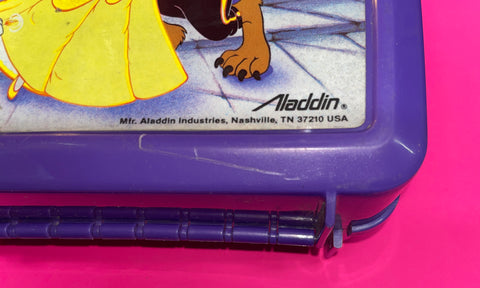 Aladdin®
Mfr. Aladdin Industries, Nashville, TN 37210 USA